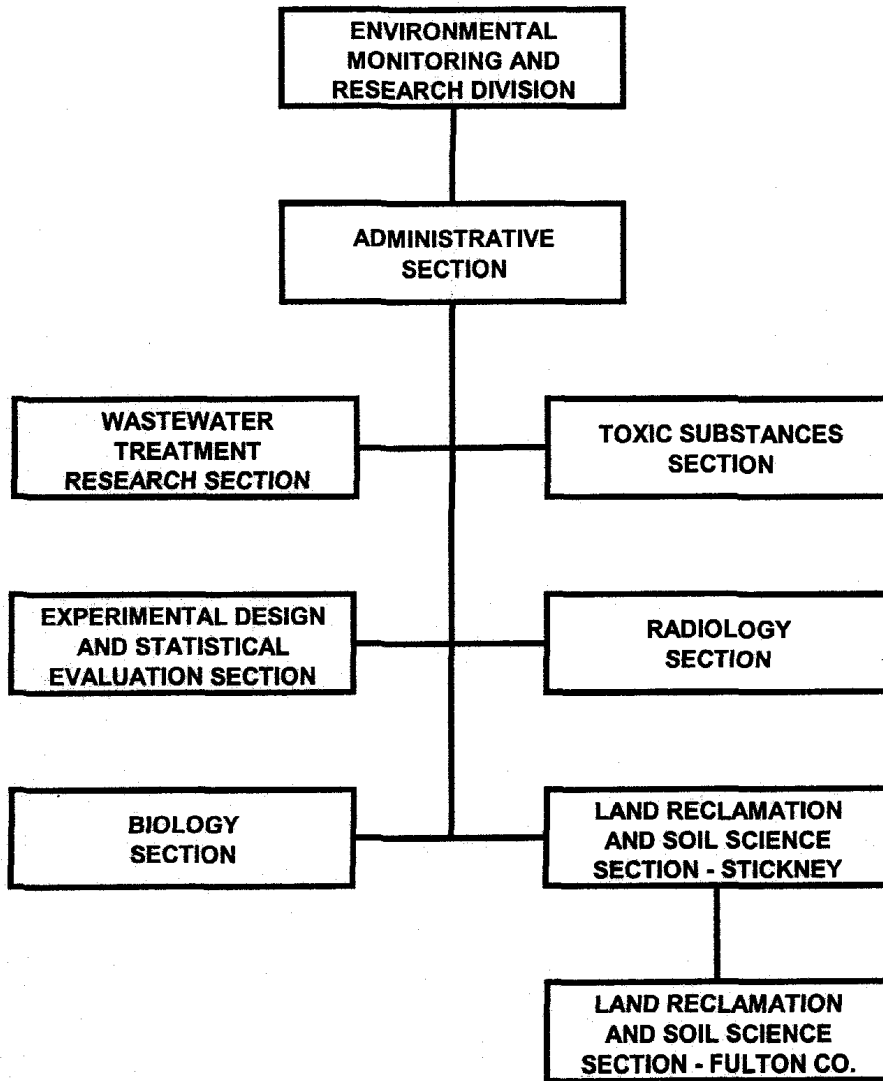 ENVIRONMENTAL
MONITORING AND
RESEARCH DIVISION
ADMINISTRATIVE
SECTION
WASTEWATER
TREATMENT
RESEARCH SECTION
TOXIC SUBSTANCES
SECTION
EXPERIMENTAL DESIGN
AND STATISTICAL
EVALUATION SECTION
RADIOLOGY
SECTION
BIOLOGY
SECTION
LAND RECLAMATION
AND SOIL SCIENCE
SECTION - STICKNEY
LAND RECLAMATION
AND SOIL SCIENCE
SECTION - FULTON CO.